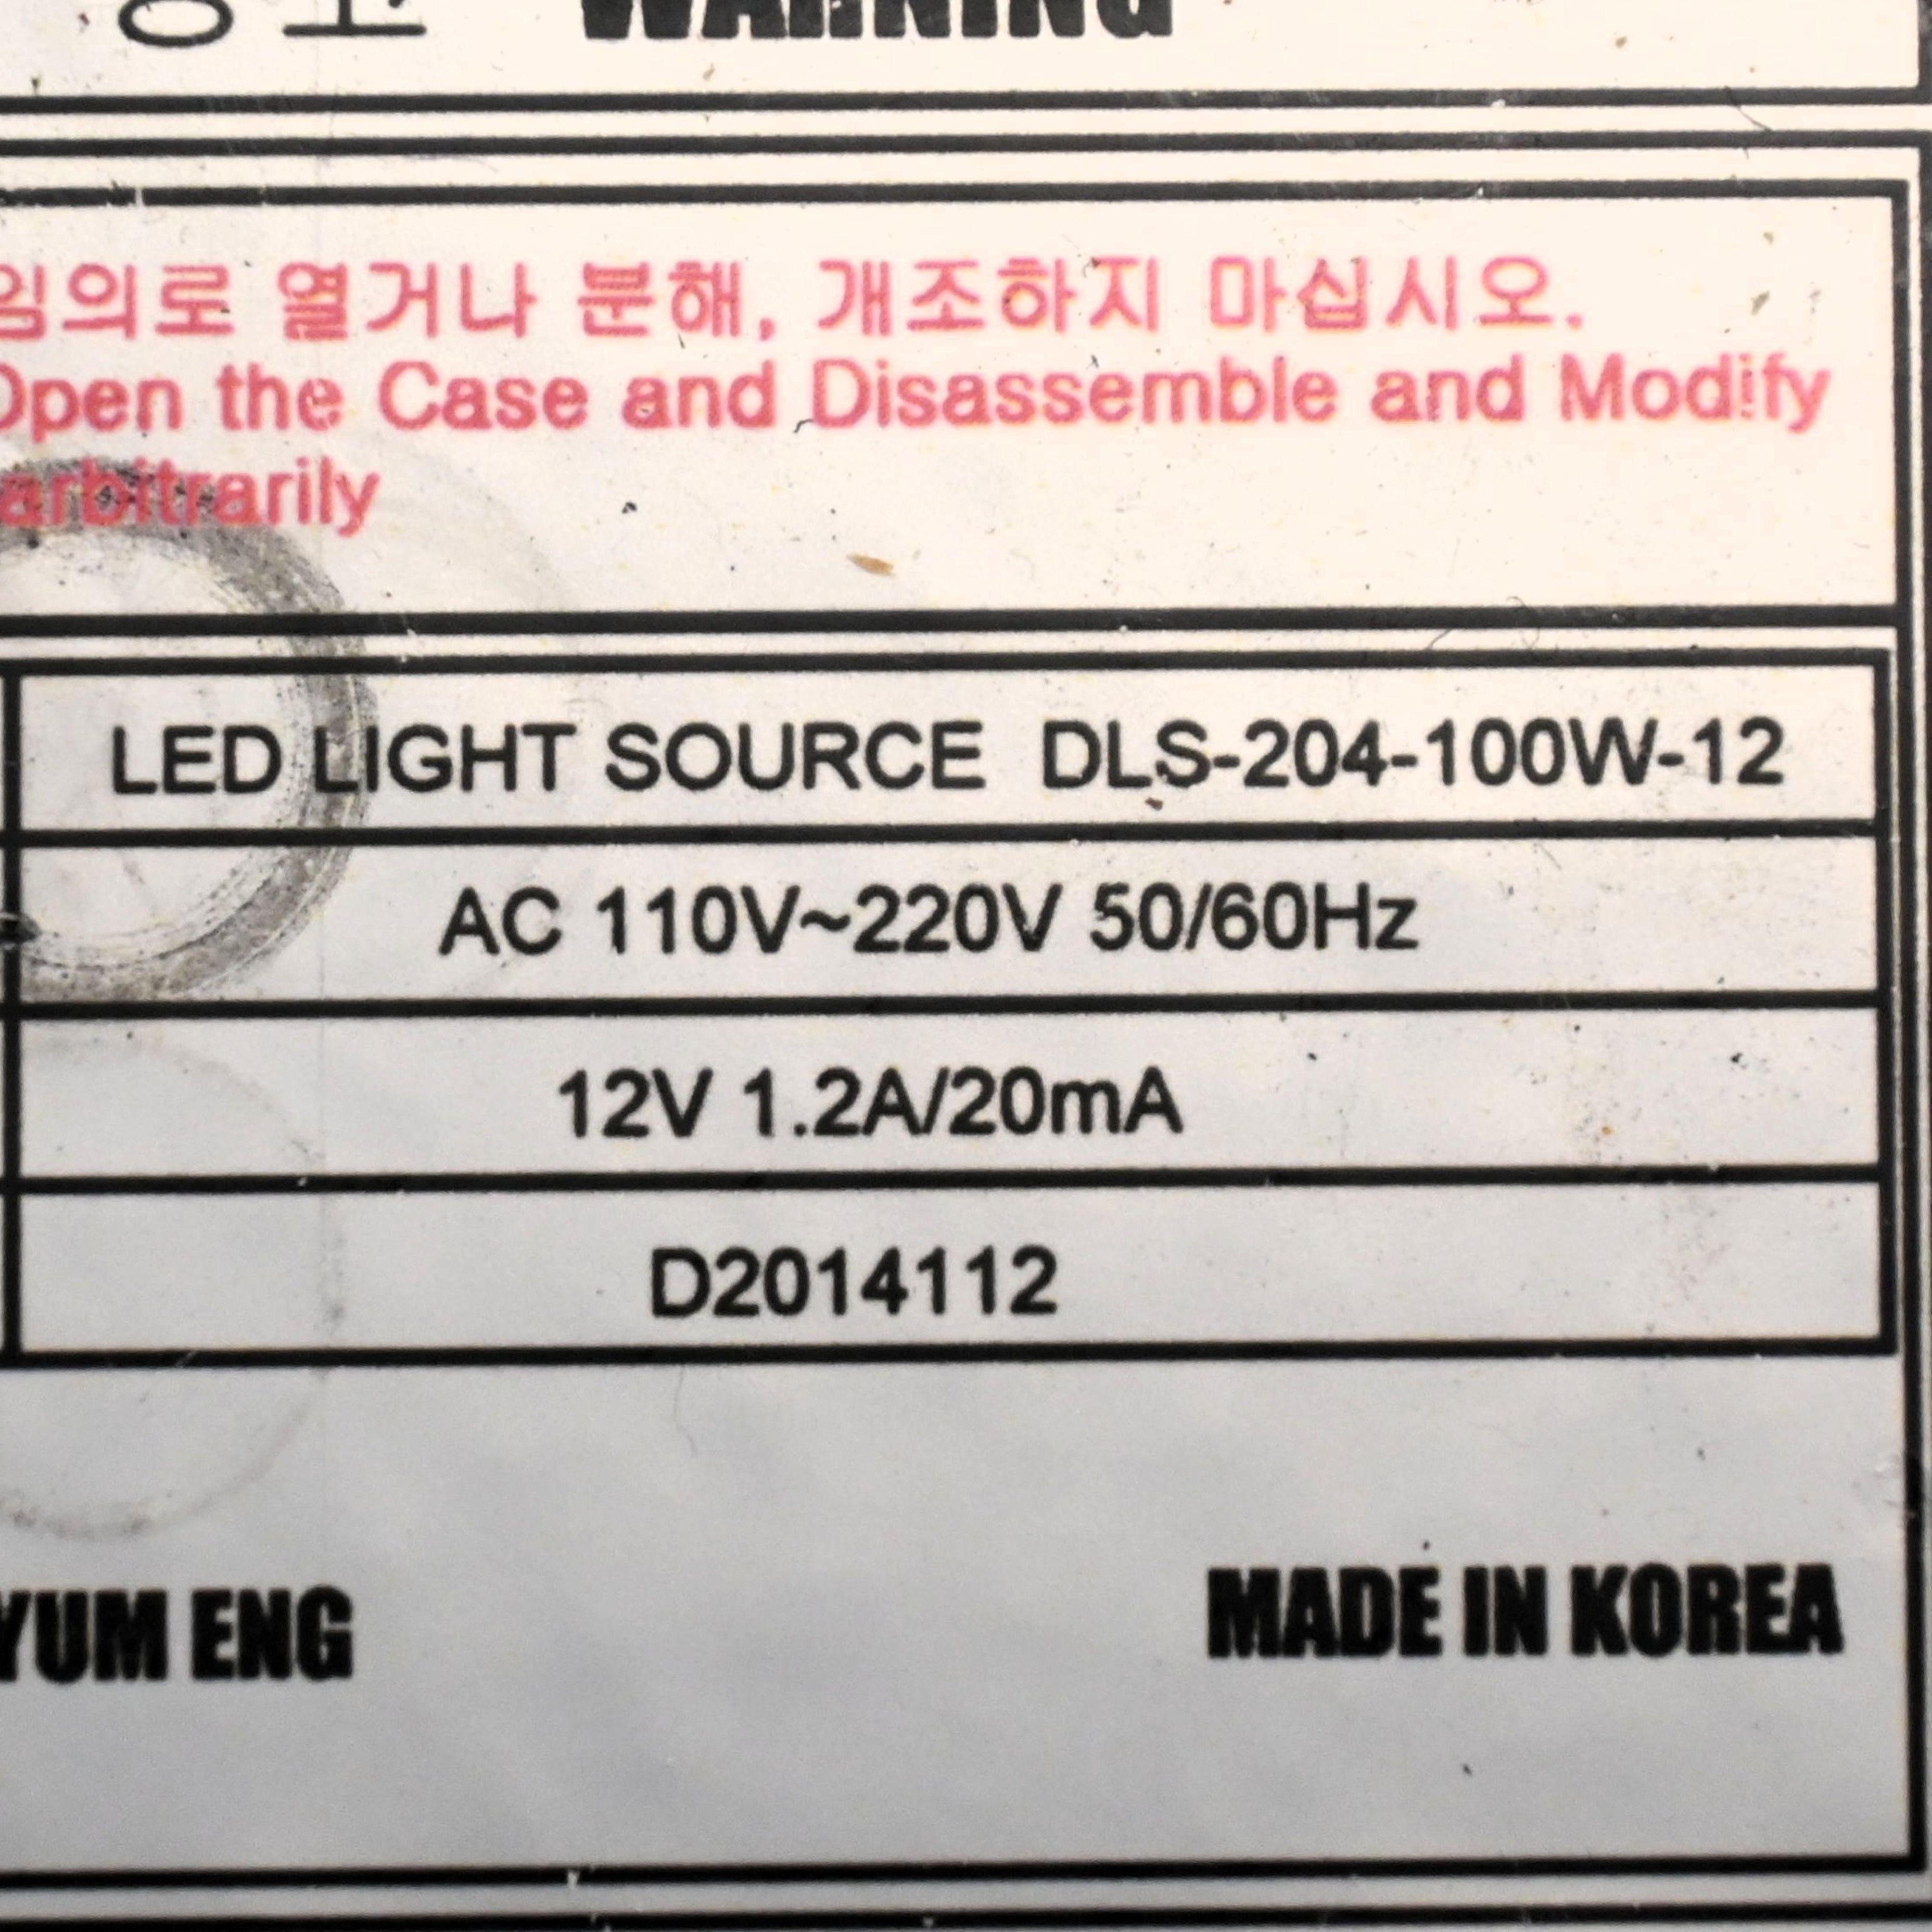 경고 WARNING
임의로 열거나 분해, 개조하지 마십시오.
Open the Case and Disassemble and Modify
arbitrarily
LED LIGHT SOURCE DLS-204-100W-12
AC 110V~220V 50/60Hz
12V 1.2A/20mA
D2014112
YUM ENG MADE IN KOREA